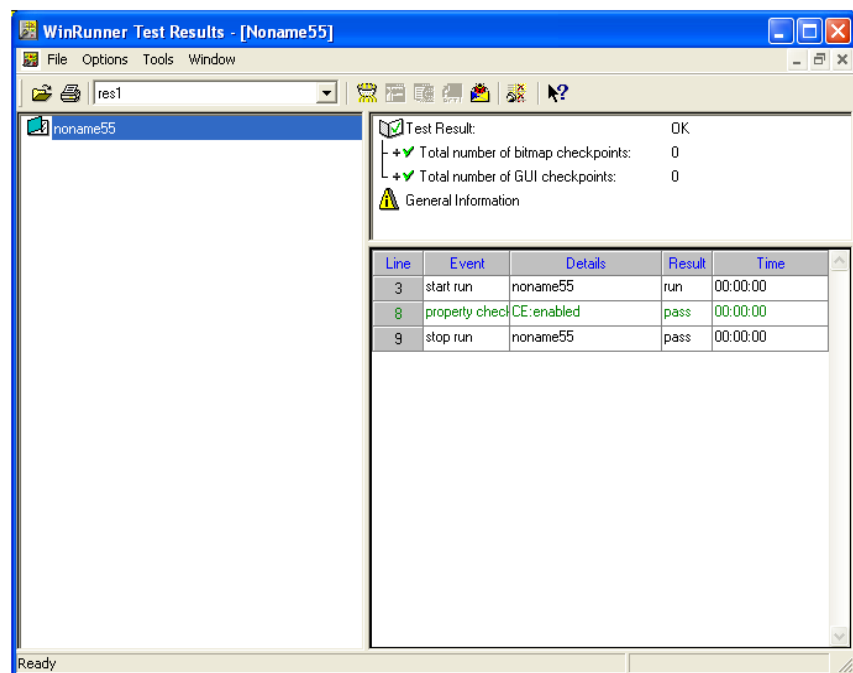 WinRunner Test Results - [Noname55]
File Options Tools Window
res1
noname55
Test Result: OK
Total number of bitmap checkpoints: 0
Total number of GUI checkpoints: 0
General Information
Line Event Details Result Time
3 start run noname55 run 00:00:00
8 property check CE:enabled pass 00:00:00
9 stop run noname55 pass 00:00:00
Ready